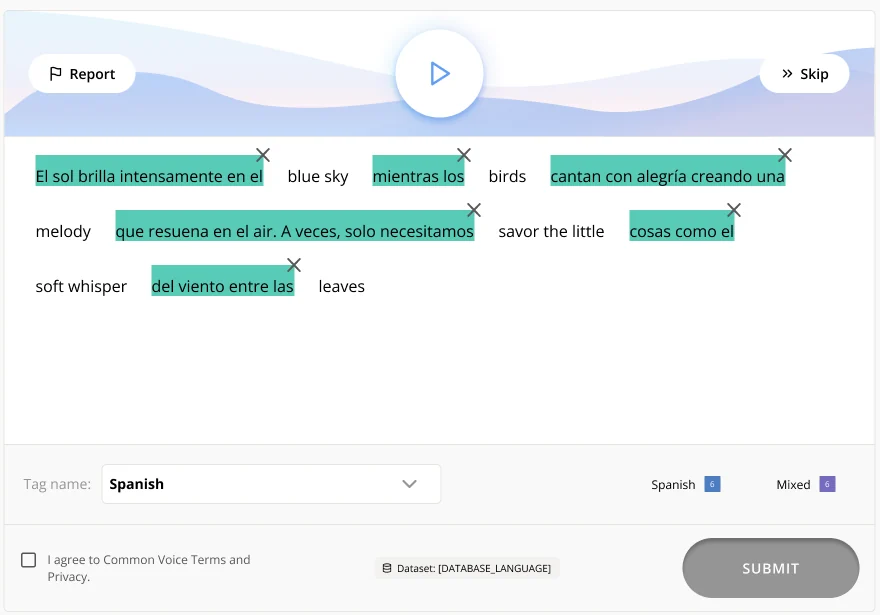 Report
Skip
El sol brilla intensamente en el blue sky mientras los birds cantan con alegría creando una
melody que resuena en el air. A veces, solo necesitamos savor the little cosas como el
soft whisper del viento entre las leaves
Tag name: Spanish Spanish 6 Mixed 6
I agree to Common Voice Terms and
Privacy.
Dataset: [DATABASE_LANGUAGE]
SUBMIT